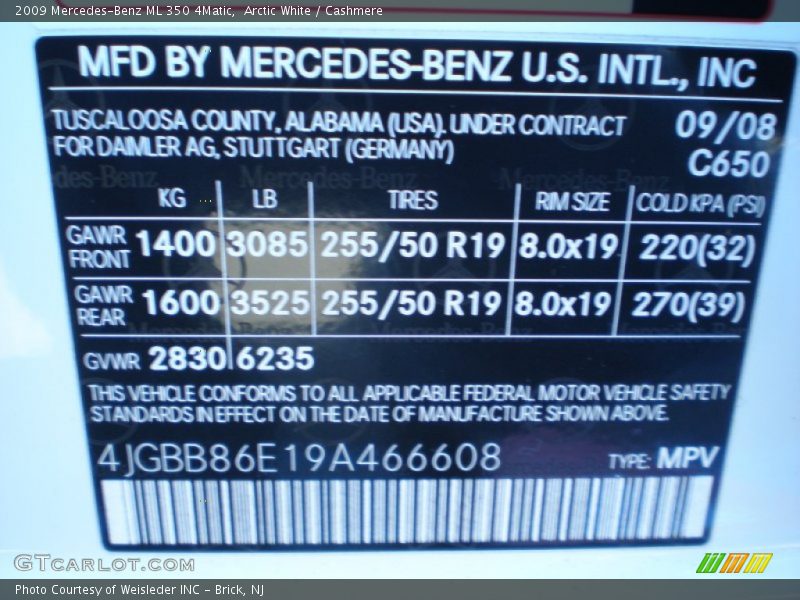 2009 Mercedes-Benz ML 350 4Matic,  Arctic White / Cashmere
MFD BY MERCEDES-BENZ U.S. INTL., INC
TUSCALOOSA COUNTY, ALABAMA (USA). UNDER CONTRACT 09/08
FOR DAIMLER AG, STUTTGART (GERMANY) C650
KG LB TIRES RIM SIZE COLD KPA (PSI)
GAWR FRONT 1400 3085 255/50 R19 8.0x19 220(32)
GAWR REAR 1600 3525 255/50 R19 8.0x19 270(39)
GVWR 2830 6235
THIS VEHICLE CONFORMS TO ALL APPLICABLE FEDERAL MOTOR VEHICLE SAFETY
STANDARDS IN EFFECT ON THE DATE OF MANUFACTURE SHOWN ABOVE.
4JGBB86E19A466608 TYPE: MPV
GTCARLOT.COM
Photo Courtesy of Weisleder INC - Brick, NJ